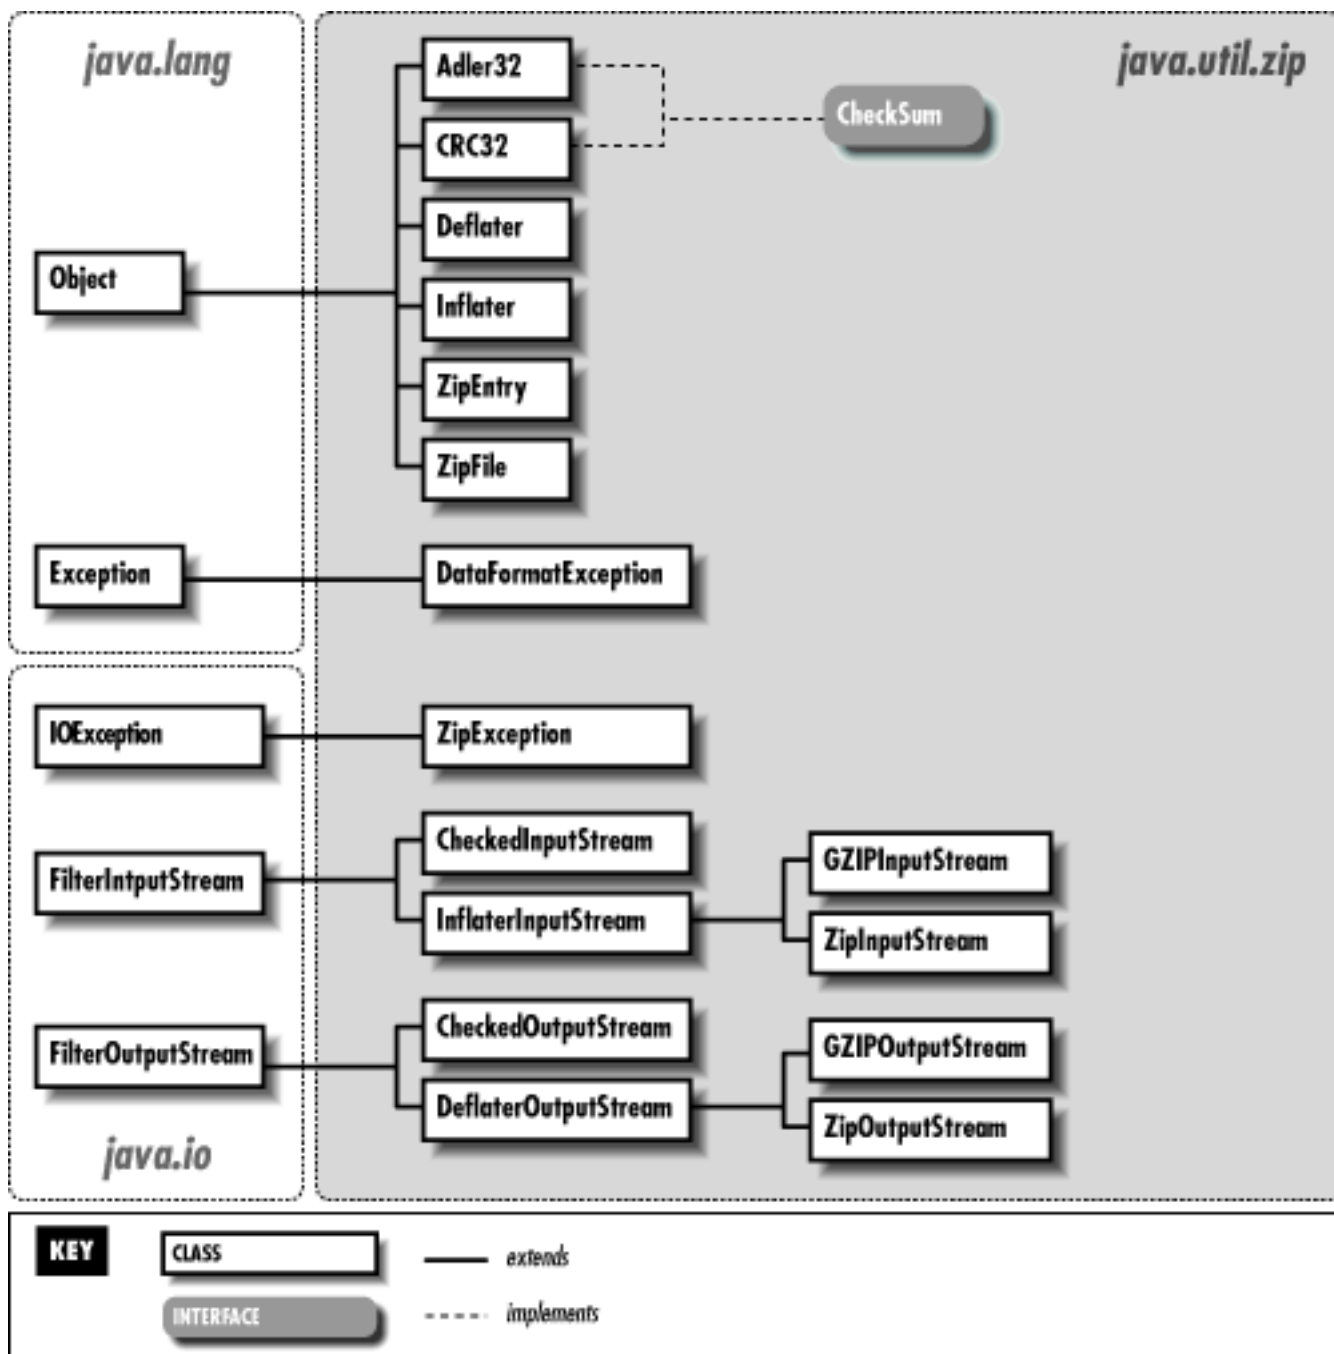 java.lang
java.util.zip
Adler32
CheckSum
CRC32
Deflater
Object
Inflater
ZipEntry
ZipFile
Exception
DataFormatException
IOException
ZipException
CheckedInputStream
GZIPInputStream
FilterIntputStream
InflaterInputStream
ZipInputStream
CheckedOutputStream
GZIPOutputStream
FilterOutputStream
DeflaterOutputStream
ZipOutputStream
java.io
KEY
CLASS
extends
INTERFACE
implements